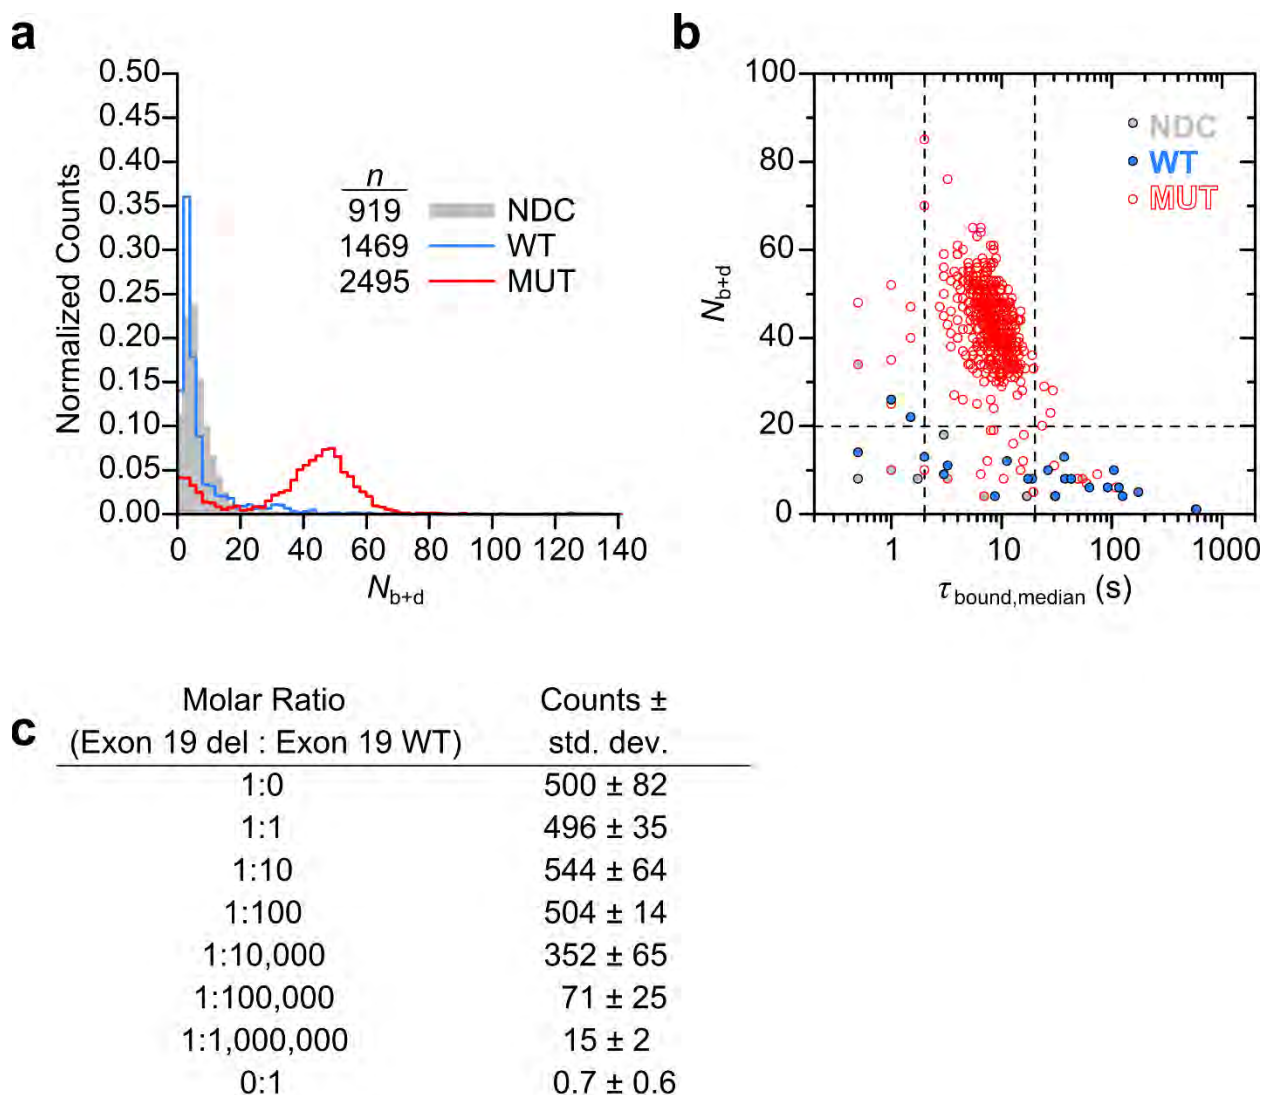 a
0.50
0.45
0.40
0.35
0.30
0.25
0.20
0.15
0.10
0.05
0.00
Normalized Counts
n
919 NDC
1469 WT
2495 MUT
0 20 40 60 80 100 120 140
Nb+d
b
100
80
60
40
20
0
Nb+d
NDC
WT
MUT
1 10 100 1000
τbound,median (s)
c
Molar Ratio Counts ±
(Exon 19 del : Exon 19 WT) std. dev.
1:0 500 ± 82
1:1 496 ± 35
1:10 544 ± 64
1:100 504 ± 14
1:10,000 352 ± 65
1:100,000 71 ± 25
1:1,000,000 15 ± 2
0:1 0.7 ± 0.6